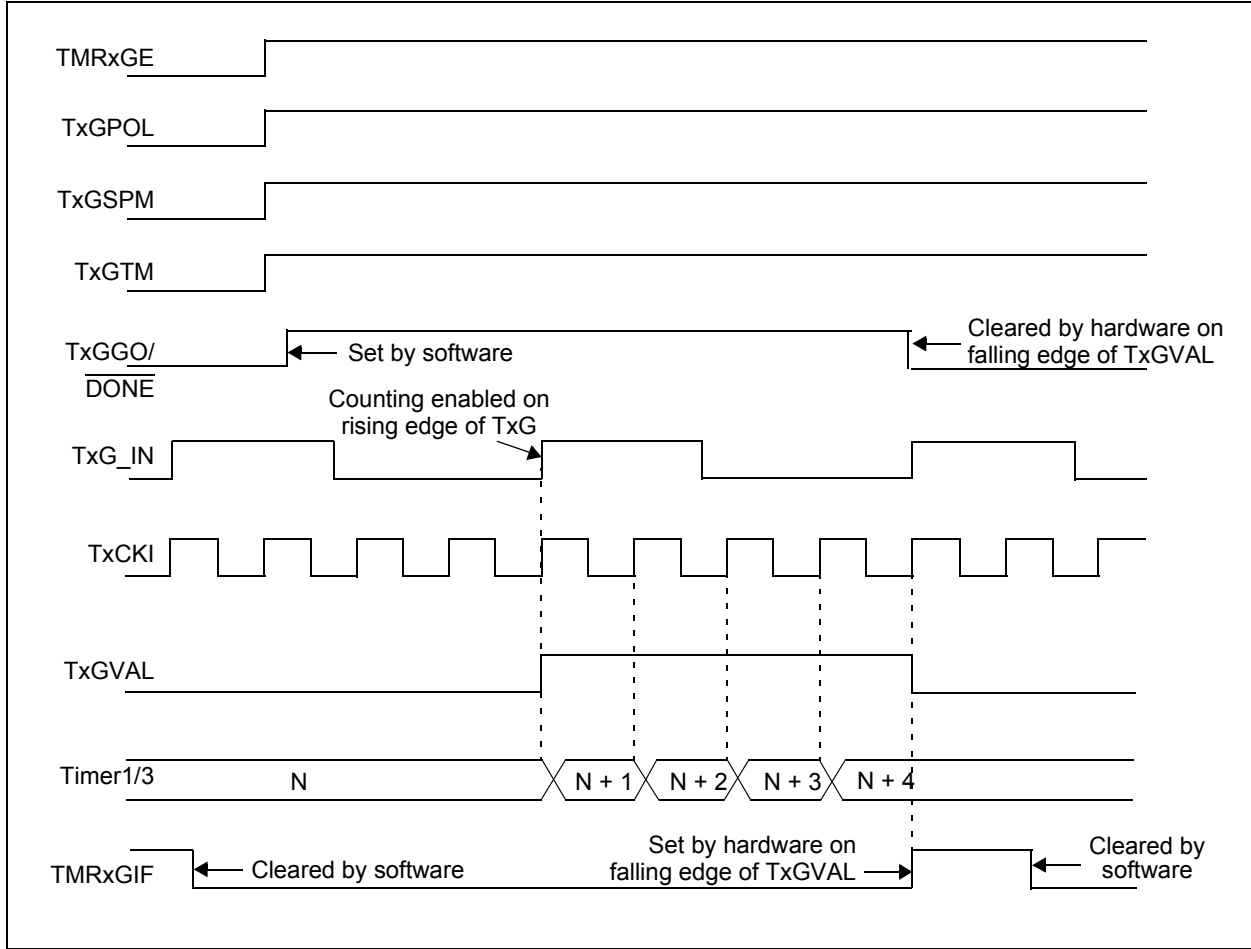 TMRxGE
TxGPOL
TxGSPM
TxGTM
TxGGO/
DONE
Set by software
Cleared by hardware on
falling edge of TxGVAL
Counting enabled on
rising edge of TxG
TxG_IN
TxCKI
TxGVAL
Timer1/3
N
N + 1
N + 2
N + 3
N + 4
TMRxGIF
Cleared by software
Set by hardware on
falling edge of TxGVAL
Cleared by
software